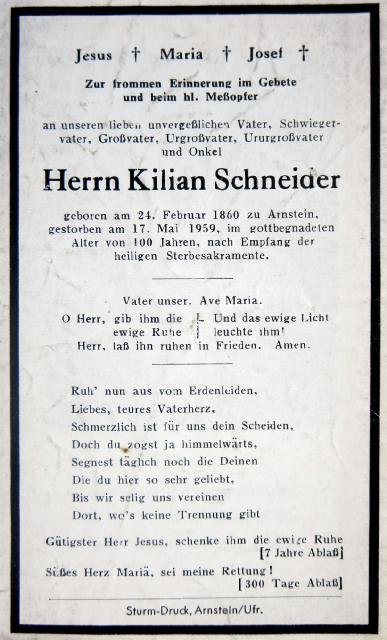 Jesus † Maria † Josef †
Zur frommen Erinnerung im Gebete
und beim hl. Meßopfer
an unseren lieben unvergeßlichen Vater, Schwieger-
vater, Großvater, Urgroßvater, Ururgroßvater
und Onkel
Herrn Kilian Schneider
geboren am 24. Februar 1860 zu Arnstein,
gestorben am 17. Mai 1959, im gottbegnadeten
Alter von 100 Jahren, nach Empfang der
heiligen Sterbesakramente.
Vater unser. Ave Maria.
O Herr, gib ihm die Und das ewige Licht
ewige Ruhe leuchte ihm!
Herr, laß ihn ruhen in Frieden. Amen.
Ruh' nun aus vom Erdenleiden,
Liebes, teures Vaterherz,
Schmerzlich ist für uns dein Scheiden,
Doch du zogst ja himmelwärts,
Segnest täglich noch die Deinen
Die du hier so sehr geliebt,
Bis wir selig uns vereinen
Dort, wo's keine Trennung gibt
Gütigster Herr Jesus, schenke ihm die ewige Ruhe
[7 Jahre Ablaß]
Süßes Herz Mariä, sei meine Rettung!
[300 Tage Ablaß]
Sturm-Druck, Arnstein/Ufr.